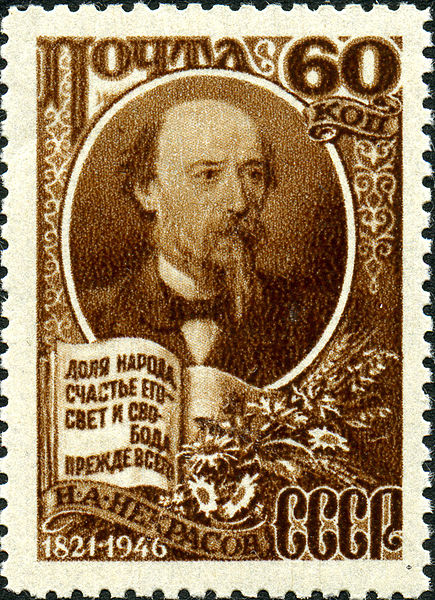 ПОЧТА 60
КОП
ДОЛЯ НАРОДА,
СЧАСТЬЕ ЕГО
СВЕТ И СВО-
БОДА
ПРЕЖДЕ ВСЕГО
Н·А·НЕКРАСОВ
1821-1946 СССР